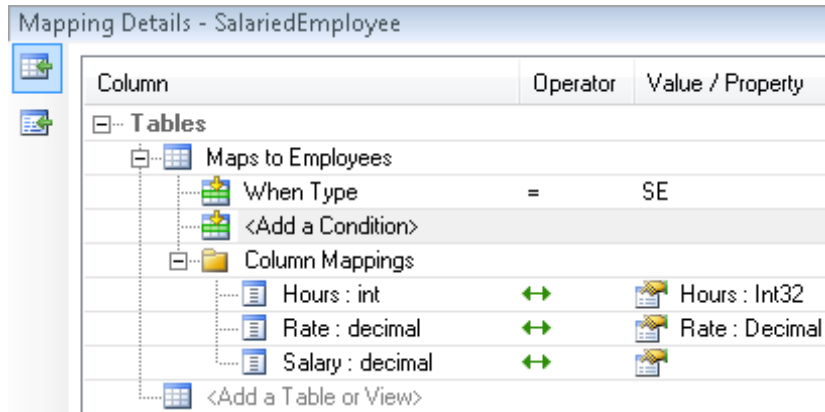 Mapping Details - SalariedEmployee
Column Operator Value / Property
Tables
Maps to Employees
When Type = SE
<Add a Condition>
Column Mappings
Hours : int Hours : Int32
Rate : decimal Rate : Decimal
Salary : decimal
<Add a Table or View>